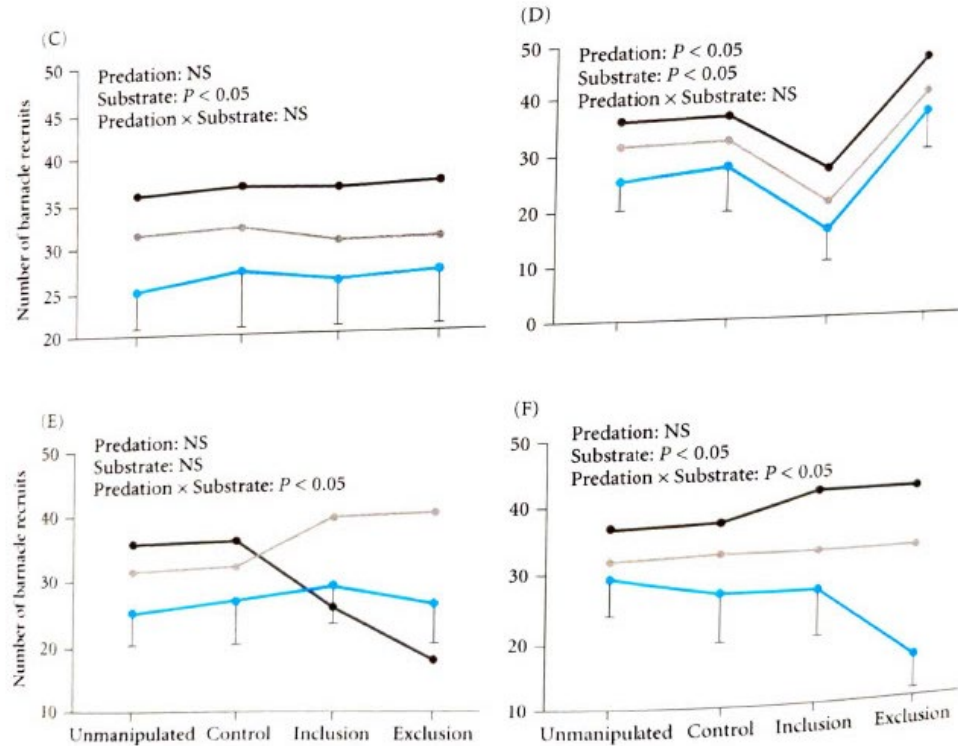 (C)
Predation: NS
Substrate: P < 0.05
Predation × Substrate: NS
Number of barnacle recruits
50
45
40
35
30
25
20
(D)
Predation: P < 0.05
Substrate: P < 0.05
Predation × Substrate: NS
50
40
30
20
10
0
(E)
Predation: NS
Substrate: NS
Predation × Substrate: P < 0.05
Number of barnacle recruits
50
40
30
20
10
Unmanipulated Control Inclusion Exclusion
(F)
Predation: NS
Substrate: P < 0.05
Predation × Substrate: P < 0.05
50
40
30
20
10
Unmanipulated Control Inclusion Exclusion